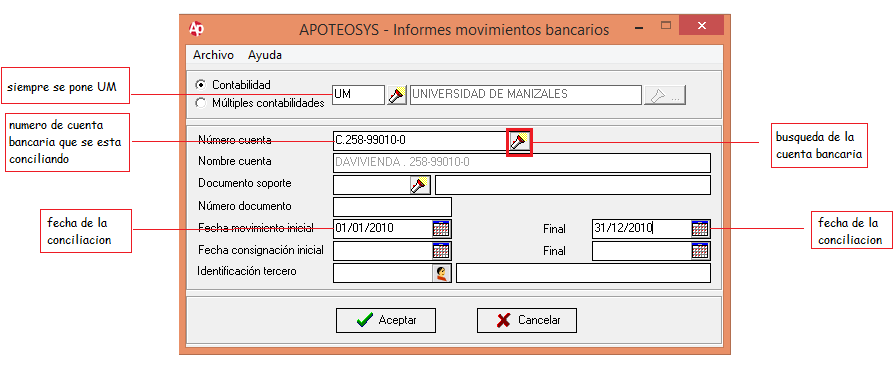 Ap APOTEOSYS - Informes movimientos bancarios
Archivo Ayuda
siempre se pone UM
Contabilidad
Múltiples contabilidades
UM
UNIVERSIDAD DE MANIZALES
...
numero de cuenta
bancaria que se esta
conciliando
Número cuenta
C.258-99010-0
busqueda de la
cuenta bancaria
Nombre cuenta
DAVIVIENDA . 258-99010-0
Documento soporte
Número documento
fecha de la
conciliacion
Fecha movimiento inicial
01/01/2010
Final
31/12/2010
fecha de la
conciliacion
Fecha consignación inicial
Final
Identificación tercero
Aceptar
Cancelar